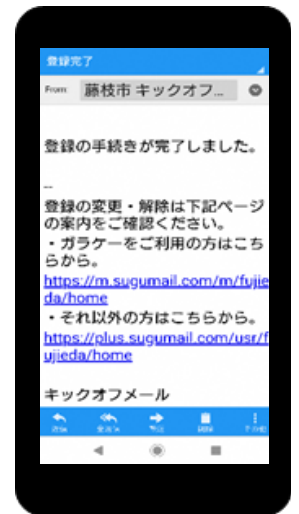 登録完了
From: 藤枝市 キックオフ...
登録の手続きが完了しました。
--
登録の変更・解除は下記ページ
の案内をご確認ください。
・ガラケーをご利用の方はこち
らから。
https://m.sugumail.com/m/fujie
da/home
・それ以外の方はこちらから。
https://plus.sugumail.com/usr/f
ujieda/home
キックオフメール